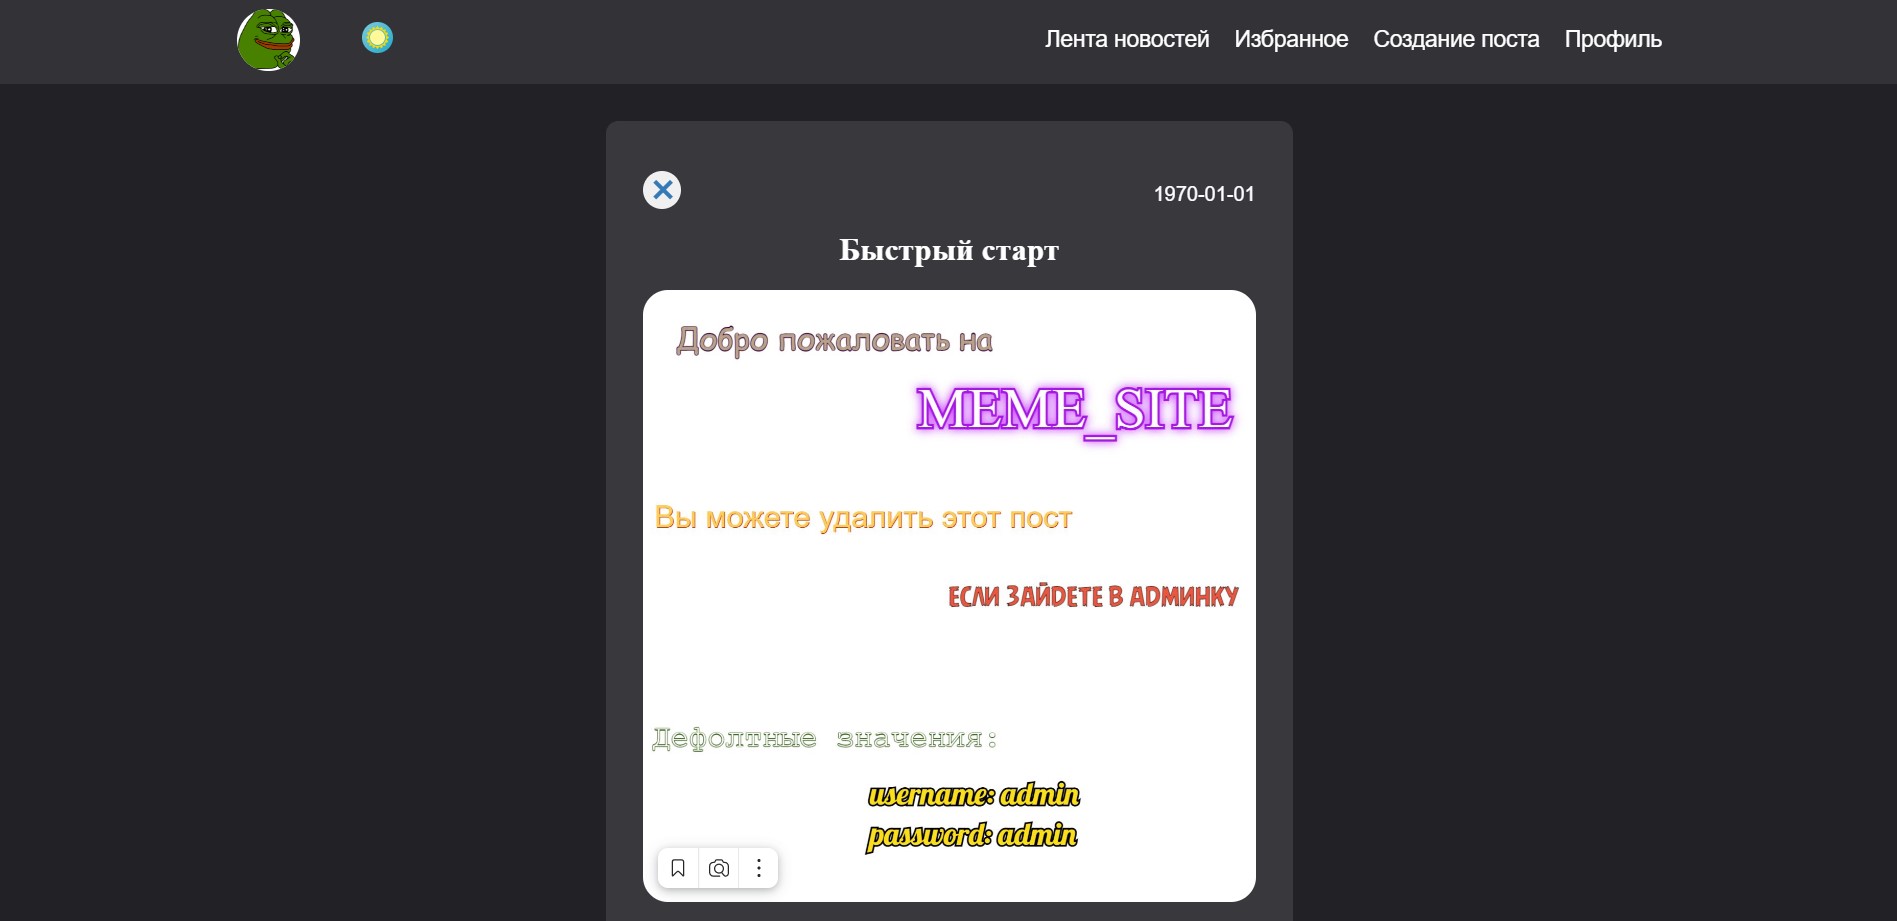 Лента новостей Избранное Создание поста Профиль
1970-01-01
Быстрый старт
Добро пожаловать на
MEME_SITE
Вы можете удалить этот пост
ЕСЛИ ЗАЙДЕТЕ В АДМИНКУ
Дефолтные значения:
username: admin
password: admin